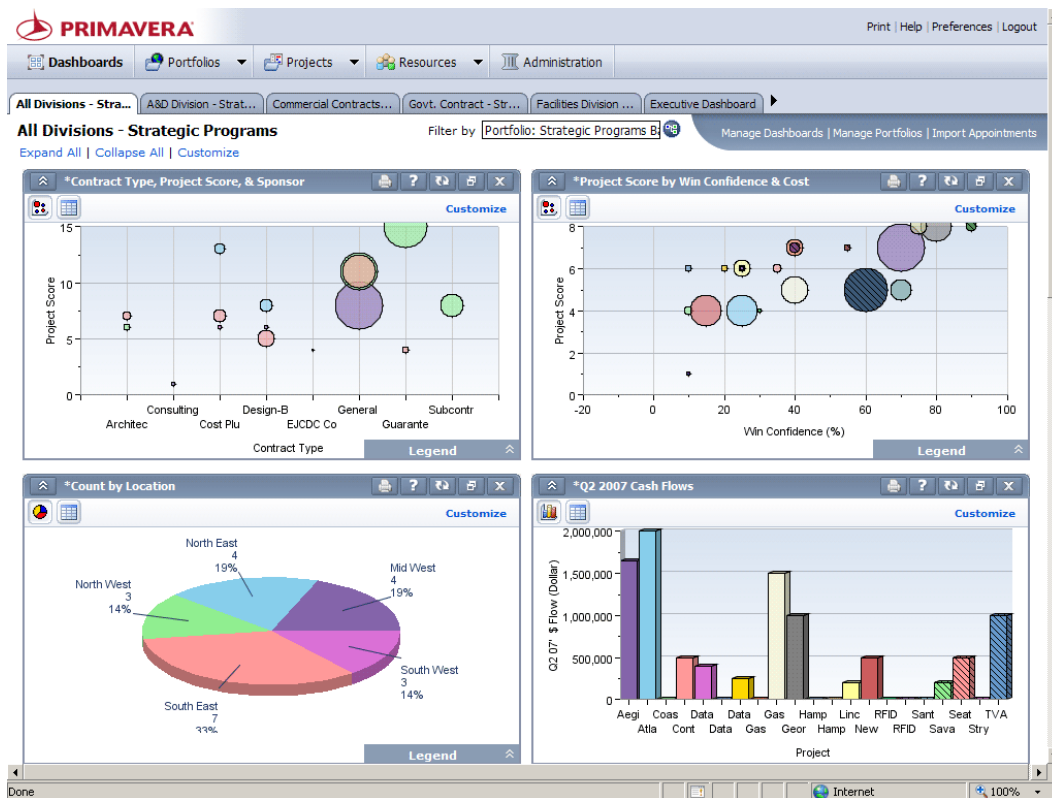 PRIMAVERA
Print | Help | Preferences | Logout
Dashboards Portfolios Projects Resources Administration
All Divisions - Stra... A&D Division - Strat... Commercial Contracts... Govt. Contract - Str... Facilities Division ... Executive Dashboard
All Divisions - Strategic Programs
Filter by Portfolio: Strategic Programs Ba
Manage Dashboards | Manage Portfolios | Import Appointments
Expand All | Collapse All | Customize
*Contract Type, Project Score, & Sponsor
Customize
15
10
5
0
Project Score
Consulting Design-B General Subcontr
Architec Cost Plu EJCDC Co Guarante
Contract Type
Legend
*Project Score by Win Confidence & Cost
Customize
8
6
4
2
0
Project Score
-20 0 20 40 60 80 100
Win Confidence (%)
Legend
*Count by Location
Customize
North East
4
19%
Mid West
4
19%
North West
3
14%
South West
3
14%
South East
7
33%
Legend
*Q2 2007 Cash Flows
Customize
2,000,000
1,500,000
1,000,000
500,000
0
Q2 07' $ Flow (Dollar)
Aegi Coas Data Data Gas Hamp Linc RFID Sant Seat TVA
Atla Cont Data Gas Geor Hamp New RFID Sava Stry
Project
Done Internet 100%